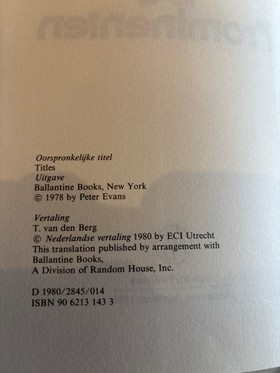 Oorspronkelijke titel
Titles
Uitgave
Ballantine Books, New York
© 1978 by Peter Evans
Vertaling
T. van den Berg
© Nederlandse vertaling 1980 by ECI Utrecht
This translation published by arrangement with
Ballantine Books,
A Division of Random House, Inc.
D 1980/2845/014
ISBN 90 6213 143 3